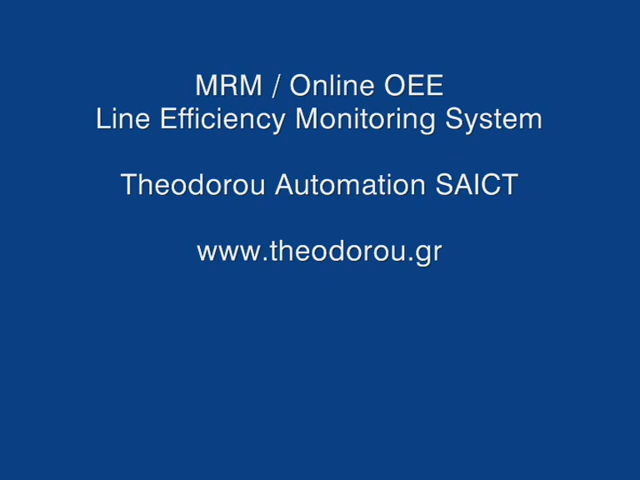 MRM / Online OEE
Line Efficiency Monitoring System
Theodorou Automation SAICT
www.theodorou.gr